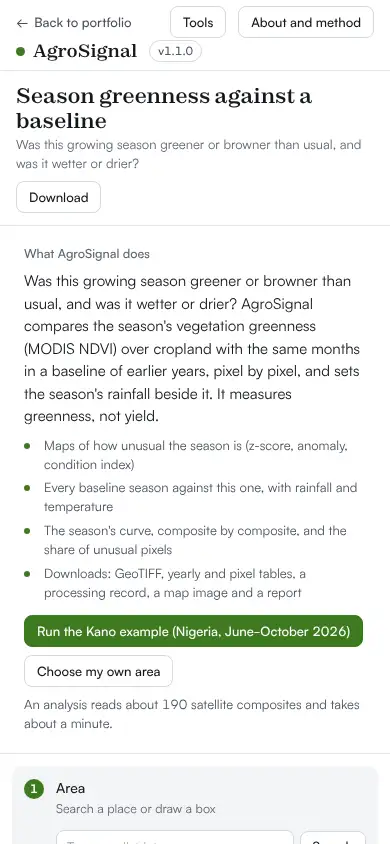 ← Back to portfolio
Tools
About and method
AgroSignal
v1.1.0
Season greenness against a
baseline
Was this growing season greener or browner than usual, and
was it wetter or drier?
Download
What AgroSignal does
Was this growing season greener or browner than
usual, and was it wetter or drier? AgroSignal
compares the season's vegetation greenness
(MODIS NDVI) over cropland with the same months
in a baseline of earlier years, pixel by pixel, and sets
the season's rainfall beside it. It measures
greenness, not yield.
Maps of how unusual the season is (z-score, anomaly,
condition index)
Every baseline season against this one, with rainfall and
temperature
The season's curve, composite by composite, and the
share of unusual pixels
Downloads: GeoTIFF, yearly and pixel tables, a
processing record, a map image and a report
Run the Kano example (Nigeria, June–October 2026)
Choose my own area
An analysis reads about 190 satellite composites and takes
about a minute.
1
Area
Search a place or draw a box